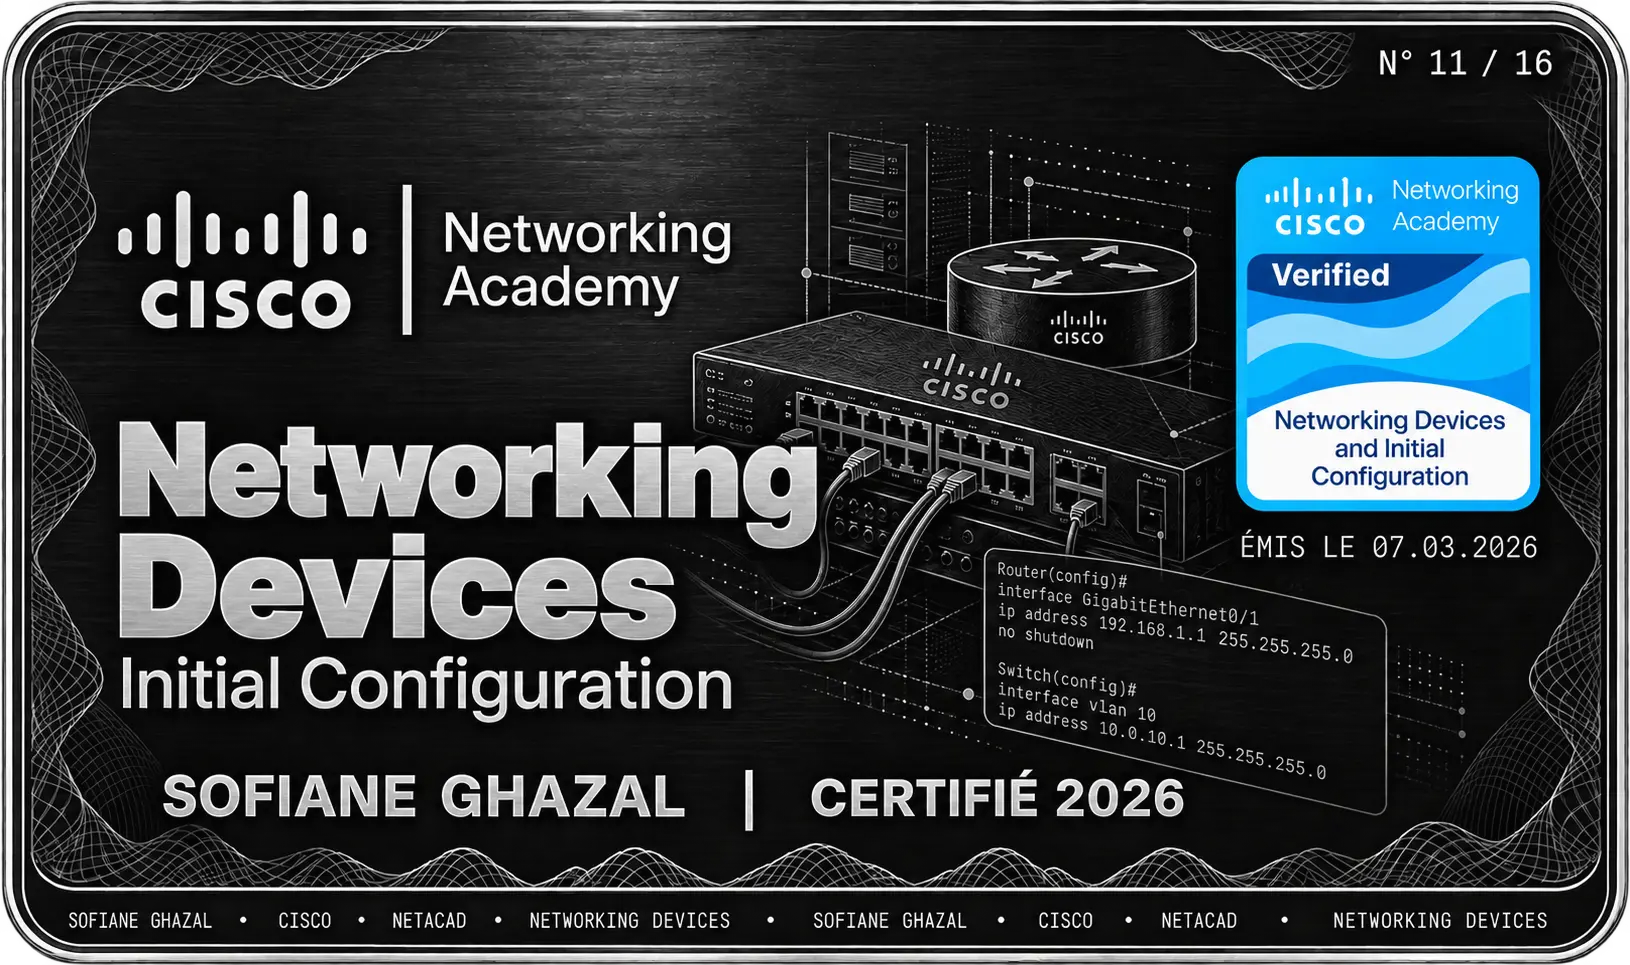 N° 11 / 16
CISCO
Networking
Academy
CISCO
Networking
Academy
Verified
Networking Devices
and Initial
Configuration
ÉMIS LE 07.03.2026
CISCO
CISCO
Networking
Devices
Initial Configuration
Router(config)#
interface GigabitEthernet0/1
ip address 192.168.1.1 255.255.255.0
no shutdown
Switch(config)#
interface vlan 10
ip address 10.0.10.1 255.255.255.0
SOFIANE GHAZAL | CERTIFIÉ 2026
SOFIANE GHAZAL • CISCO • NETACAD • NETWORKING DEVICES • SOFIANE GHAZAL • CISCO • NETACAD • NETWORKING DEVICES